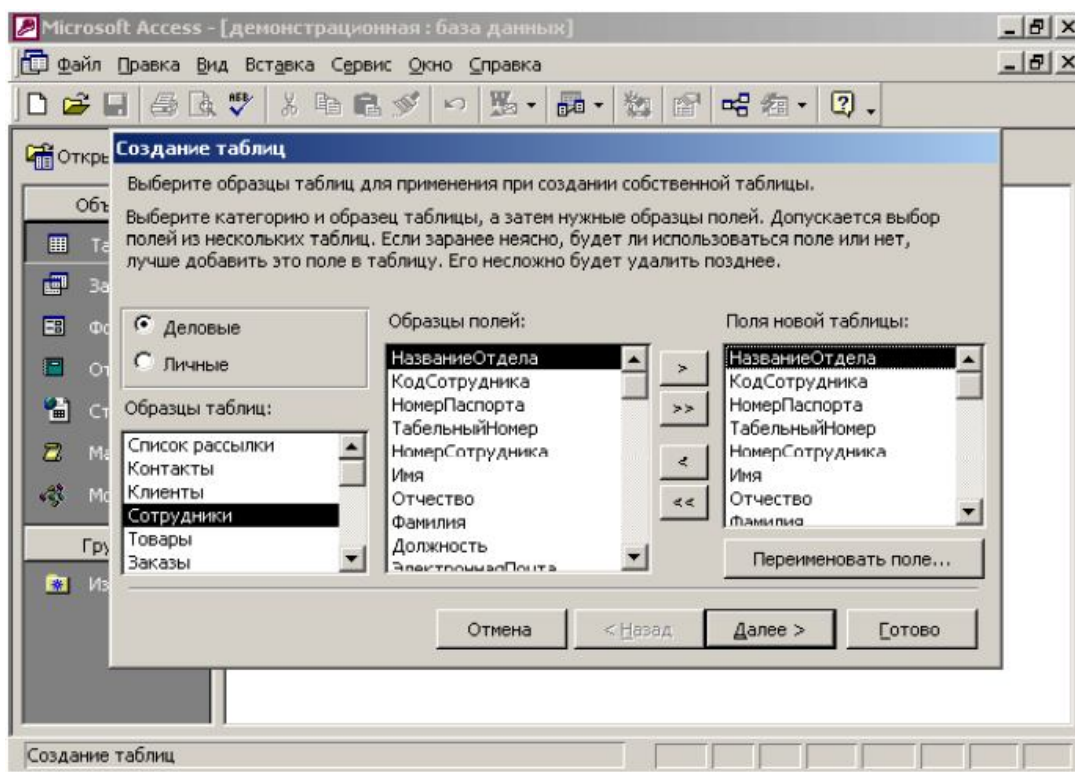 Microsoft Access - [демонстрационная : база данных]
Файл Правка Вид Вставка Сервис Окно Справка
Создание таблиц
Выберите образцы таблиц для применения при создании собственной таблицы.
Выберите категорию и образец таблицы, а затем нужные образцы полей. Допускается выбор
полей из нескольких таблиц. Если заранее неясно, будет ли использоваться поле или нет,
лучше добавить это поле в таблицу. Его несложно будет удалить позднее.
Деловые
Личные
Образцы таблиц:
Список рассылки
Контакты
Клиенты
Сотрудники
Товары
Заказы
Образцы полей:
НазваниеОтдела
КодСотрудника
НомерПаспорта
ТабельныйНомер
НомерСотрудника
Имя
Отчество
Фамилия
Должность
ЭлектроннаяПочта
>
>>
<
<<
Поля новой таблицы:
НазваниеОтдела
КодСотрудника
НомерПаспорта
ТабельныйНомер
НомерСотрудника
Имя
Отчество
Фамилия
Переименовать поле...
Отмена
< Назад
Далее >
Готово
Создание таблиц